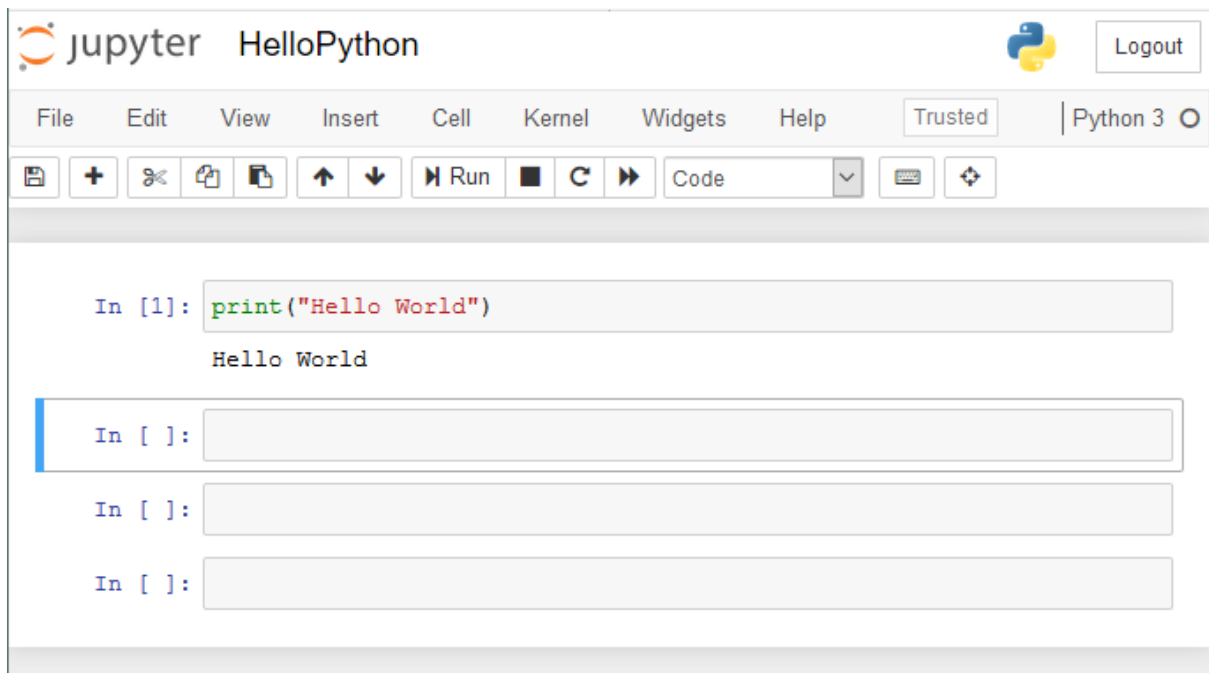 jupyter HelloPython Logout
File Edit View Insert Cell Kernel Widgets Help Trusted Python 3
Run Code
In [1]: print("Hello World")
Hello World
In [ ]:
In [ ]:
In [ ]: